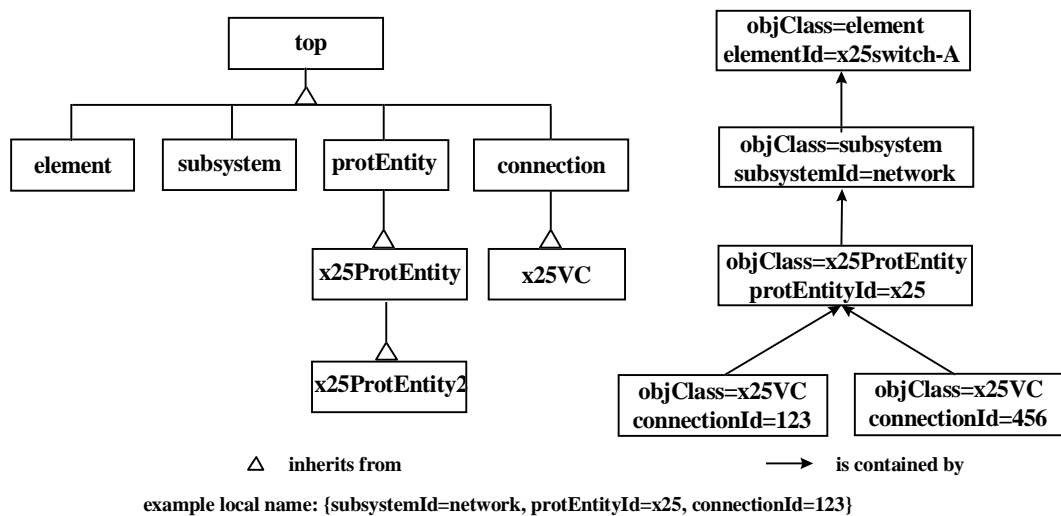 top
element
subsystem
protEntity
connection
x25ProtEntity
x25VC
x25ProtEntity2
objClass=element
elementId=x25switch-A
objClass=subsystem
subsystemId=network
objClass=x25ProtEntity
protEntityId=x25
objClass=x25VC
connectionId=123
objClass=x25VC
connectionId=456
inherits from
is contained by
example local name: {subsystemId=network, protEntityId=x25, connectionId=123}